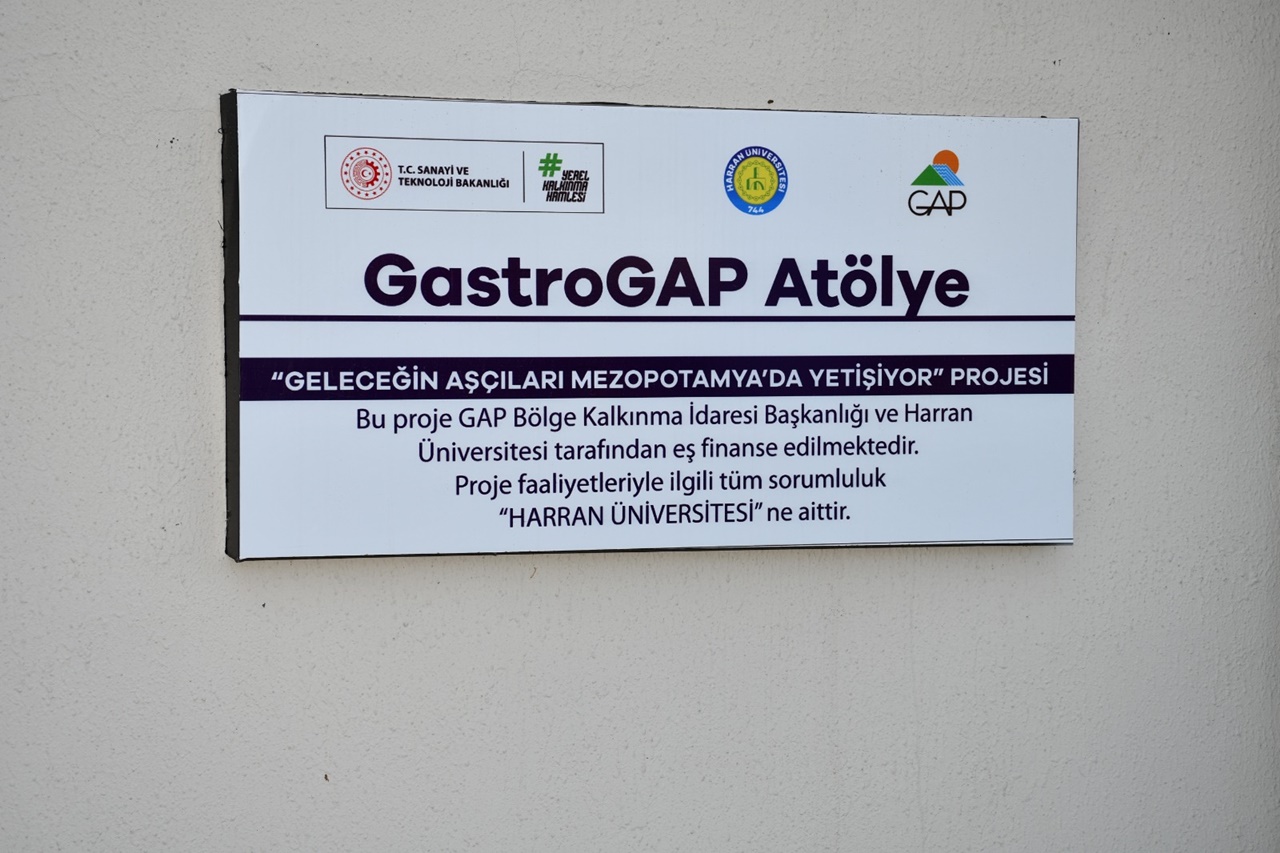 T.C. SANAYİ VE
TEKNOLOJİ BAKANLIĞI
#YEREL
KALKINMA
HAMLESİ
HARRAN ÜNİVERSİTESİ
744
GAP
GastroGAP Atölye
“GELECEĞİN AŞÇILARI MEZOPOTAMYA’DA YETİŞİYOR” PROJESİ
Bu proje GAP Bölge Kalkınma İdaresi Başkanlığı ve Harran
Üniversitesi tarafından eş finanse edilmektedir.
Proje faaliyetleriyle ilgili tüm sorumluluk
“HARRAN ÜNİVERSİTESİ” ne aittir.